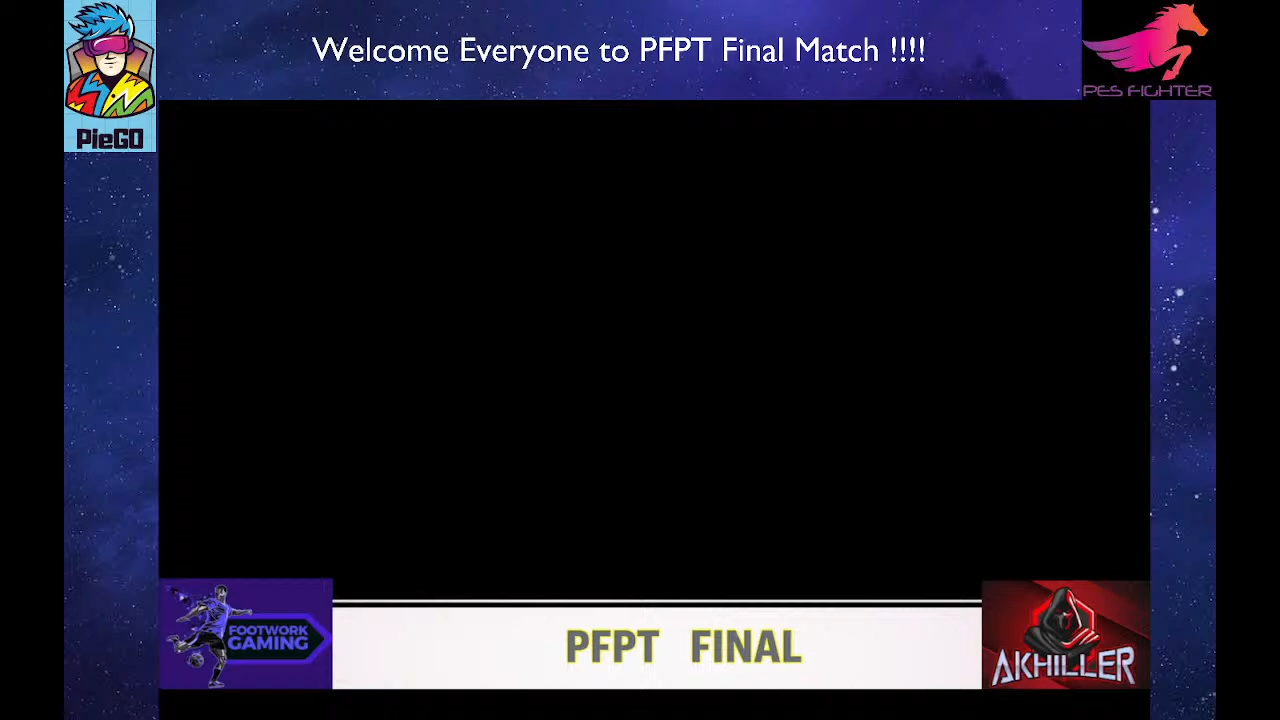 Welcome Everyone to PFPT Final Match !!!!
PieGO
PES FIGHTER
FOOTWORK
GAMING
PFPT FINAL
AKHILLER